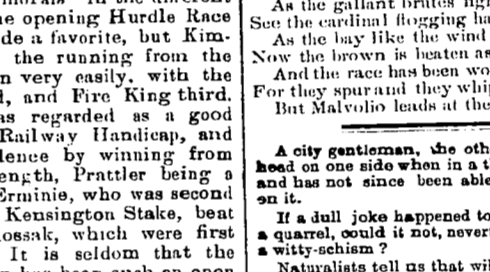 he opening Hurdle Race
de a favorite, but Kim-
the running from the
n very easily, with the
, and Fire King third.
as regarded as a good
Railway Handicap, and
dence by winning from
ength, Prattler being a
Erminie, who was second
Kensington Stake, beat
ossak, which were first
It is seldom that the
As the gallant brutes
See the cardinal flogging ha
As the bay like the wind
Now the brown is beaten as
And the race has been wo
For they spur and they whip
But Malvolio leads at the
A city gentleman, the oth
head on one side when in a t
and has not since been able
on it.
If a dull joke happened to
a quarrel, could it not, never
a witty-schism ?
Naturalists tell us that wil